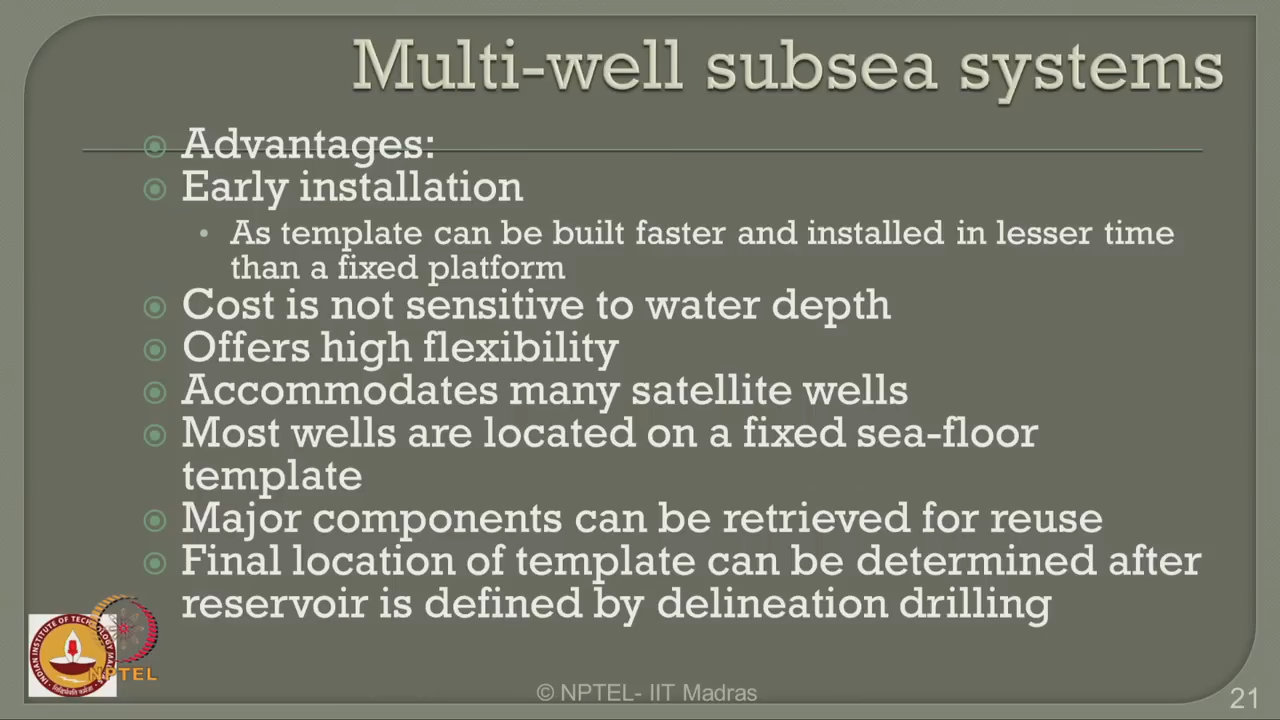 Multi-well subsea systems
Advantages:
Early installation
As template can be built faster and installed in lesser time
than a fixed platform
Cost is not sensitive to water depth
Offers high flexibility
Accommodates many satellite wells
Most wells are located on a fixed sea-floor
template
Major components can be retrieved for reuse
Final location of template can be determined after
reservoir is defined by delineation drilling
NPTEL
© NPTEL- IIT Madras
21